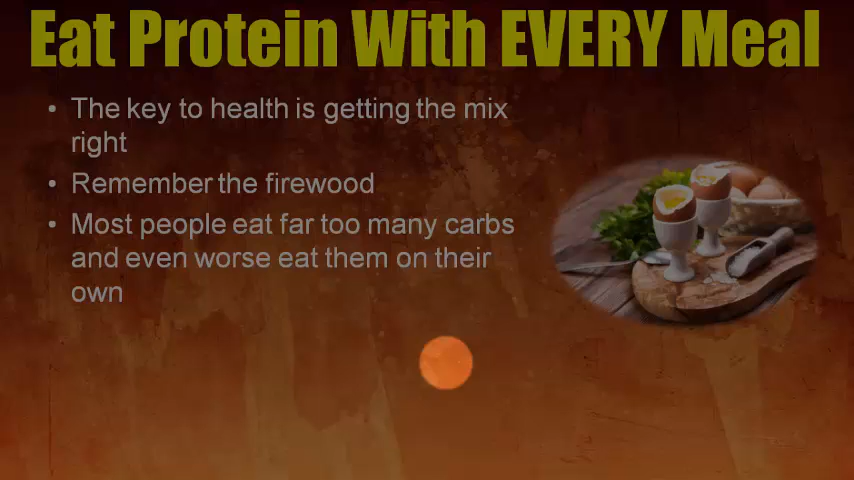 Eat Protein With EVERY Meal
• The key to health is getting the mix
right
• Remember the firewood
• Most people eat far too many carbs
and even worse eat them on their
own